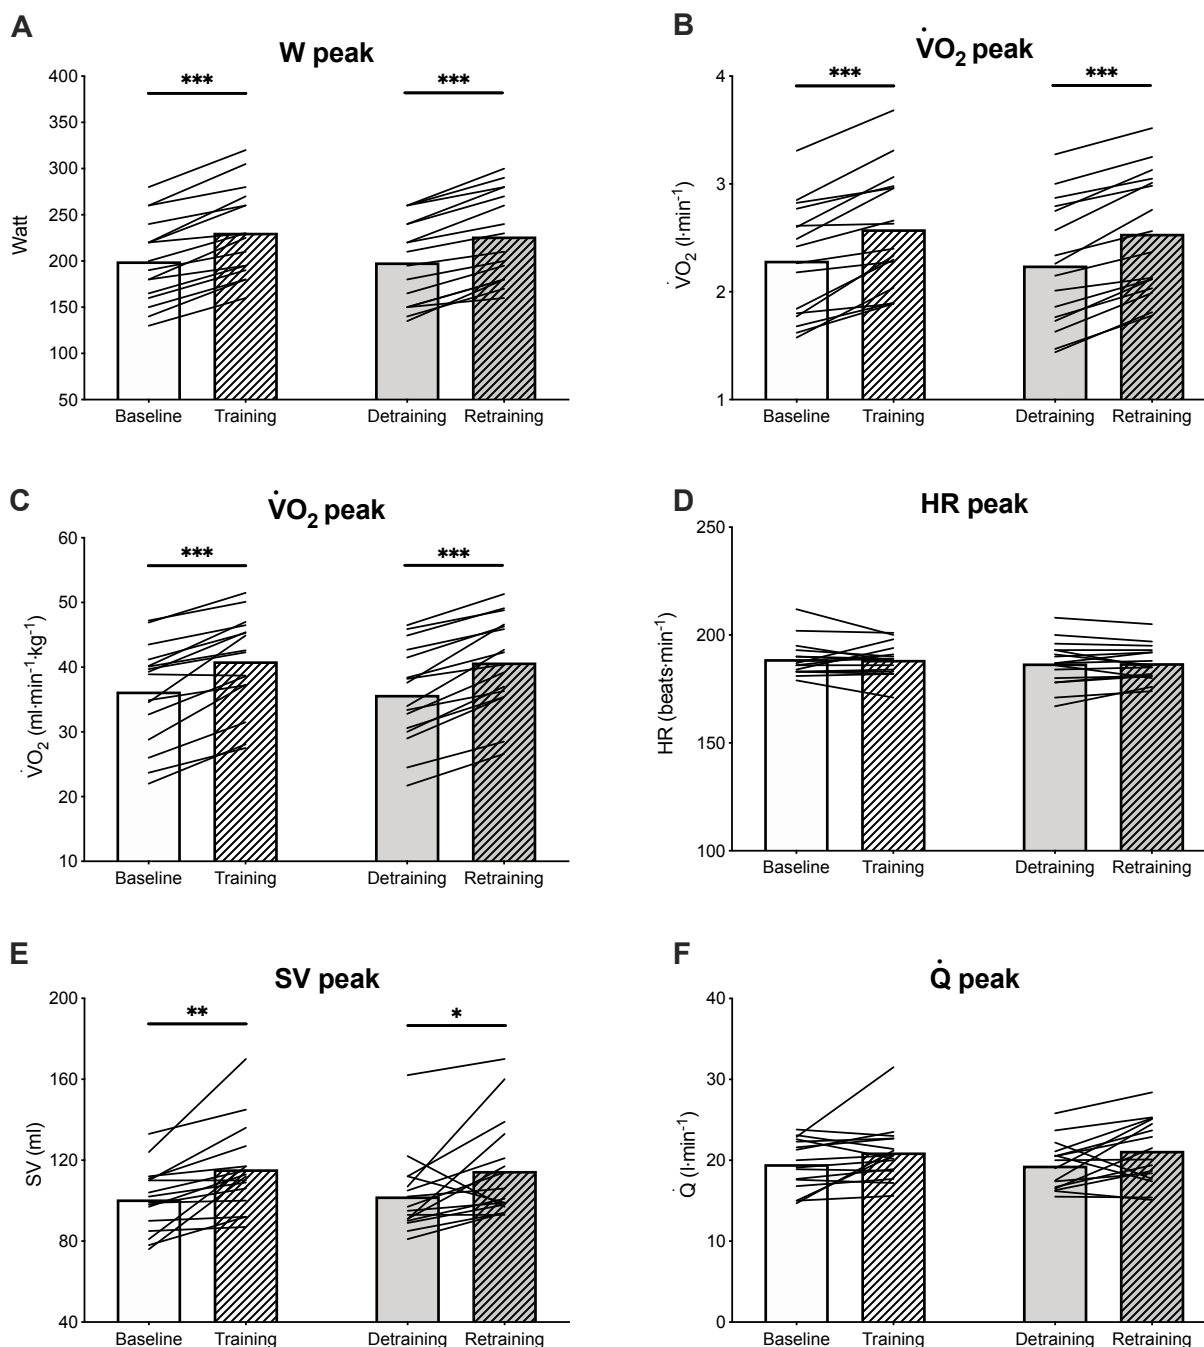 A
W peak
***
***
400
350
300
250
200
150
100
50
Watt
Baseline
Training
Detraining
Retraining
B
V̇O₂ peak
***
***
4
3
2
1
V̇O₂ (l·min⁻¹)
Baseline
Training
Detraining
Retraining
C
V̇O₂ peak
***
***
60
50
40
30
20
10
V̇O₂ (ml·min⁻¹·kg⁻¹)
Baseline
Training
Detraining
Retraining
D
HR peak
250
200
150
100
HR (beats·min⁻¹)
Baseline
Training
Detraining
Retraining
E
SV peak
**
*
200
160
120
80
40
SV (ml)
Baseline
Training
Detraining
Retraining
F
Q̇ peak
40
30
20
10
0
Q̇ (l·min⁻¹)
Baseline
Training
Detraining
Retraining